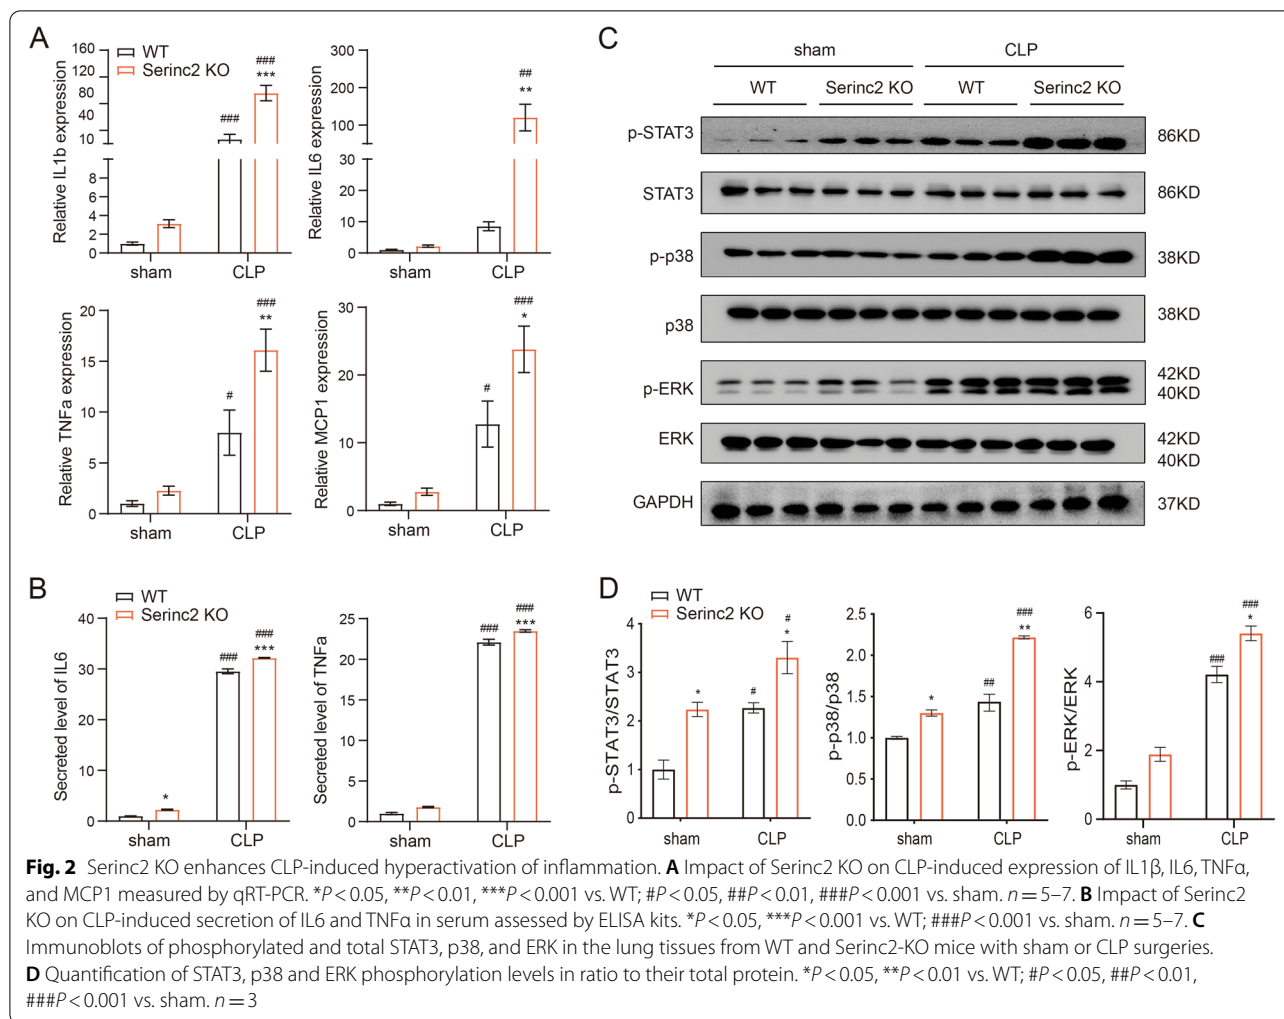 A
WT
Serinc2 KO
Relative IL1b expression
160
120
80
40
10
8
6
4
2
0
###
###
***
sham
CLP
Relative IL6 expression
300
200
100
30
20
10
0
##
**
sham
CLP
Relative TNFa expression
20
15
10
5
0
#
###
**
sham
CLP
Relative MCP1 expression
30
20
10
0
#
###
*
sham
CLP
B
WT
Serinc2 KO
Secreted level of IL6
40
30
20
10
0
*
###
###
***
sham
CLP
Secreted level of TNFa
25
20
15
10
5
0
###
###
***
sham
CLP
C
sham
CLP
WT
Serinc2 KO
WT
Serinc2 KO
p-STAT3
86KD
STAT3
86KD
p-p38
38KD
p38
38KD
p-ERK
42KD
40KD
ERK
42KD
40KD
GAPDH
37KD
D
WT
Serinc2 KO
p-STAT3/STAT3
4
3
2
1
0
*
#
#
*
sham
CLP
p-p38/p38
2.5
2.0
1.5
1.0
0.5
0.0
*
##
###
**
sham
CLP
p-ERK/ERK
6
4
2
0
###
###
*
sham
CLP
Fig. 2 Serinc2 KO enhances CLP-induced hyperactivation of inflammation. A Impact of Serinc2 KO on CLP-induced expression of IL1β, IL6, TNFα,
and MCP1 measured by qRT-PCR. *P < 0.05, **P < 0.01, ***P < 0.001 vs. WT; #P < 0.05, ##P < 0.01, ###P < 0.001 vs. sham. n = 5–7. B Impact of Serinc2
KO on CLP-induced secretion of IL6 and TNFα in serum assessed by ELISA kits. *P < 0.05, ***P < 0.001 vs. WT; ###P < 0.001 vs. sham. n = 5–7. C
Immunoblots of phosphorylated and total STAT3, p38, and ERK in the lung tissues from WT and Serinc2-KO mice with sham or CLP surgeries.
D Quantification of STAT3, p38 and ERK phosphorylation levels in ratio to their total protein. *P < 0.05, **P < 0.01 vs. WT; #P < 0.05, ##P < 0.01,
###P < 0.001 vs. sham. n = 3